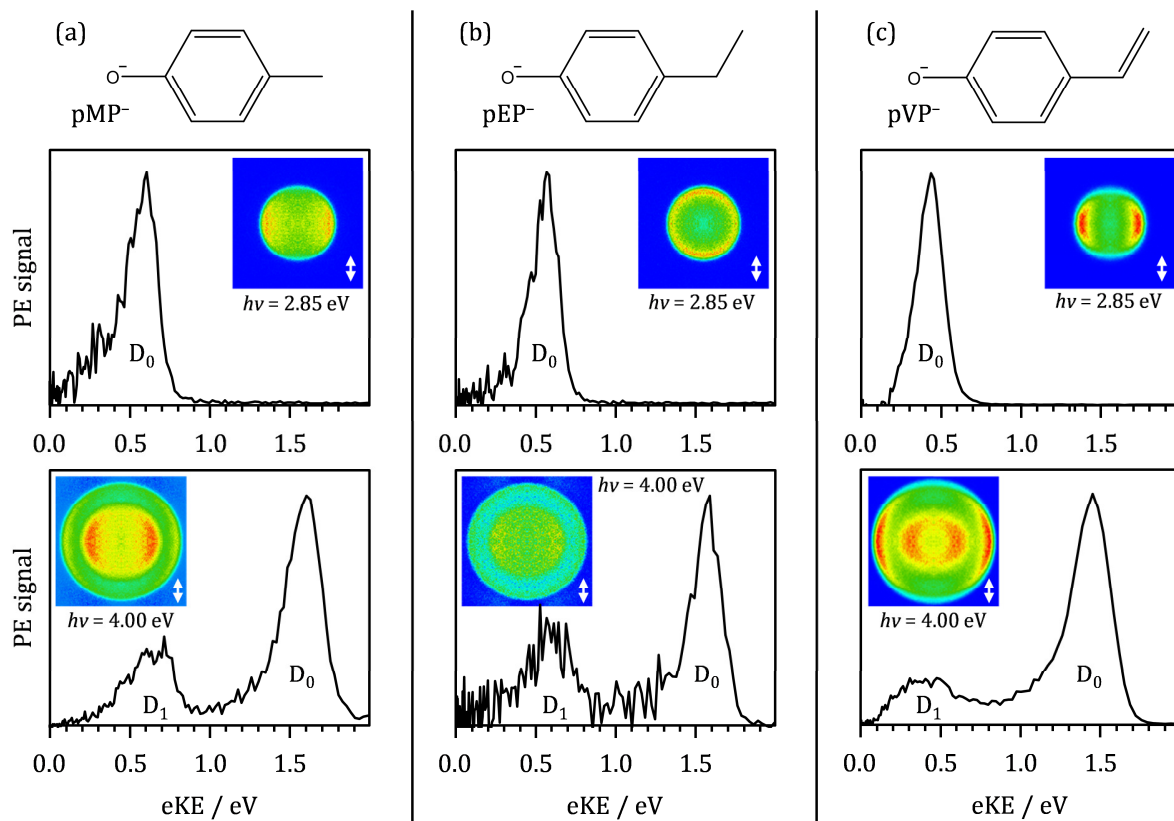 (a)
O⁻
pMP⁻
(b)
O⁻
pEP⁻
(c)
O⁻
pVP⁻
PE signal
hν = 2.85 eV
D₀
0.0 0.5 1.0 1.5
hν = 2.85 eV
D₀
0.0 0.5 1.0 1.5
hν = 2.85 eV
D₀
0.0 0.5 1.0 1.5
PE signal
hν = 4.00 eV
D₁
D₀
0.0 0.5 1.0 1.5
eKE / eV
hν = 4.00 eV
D₁
D₀
0.0 0.5 1.0 1.5
eKE / eV
hν = 4.00 eV
D₁
D₀
0.0 0.5 1.0 1.5
eKE / eV